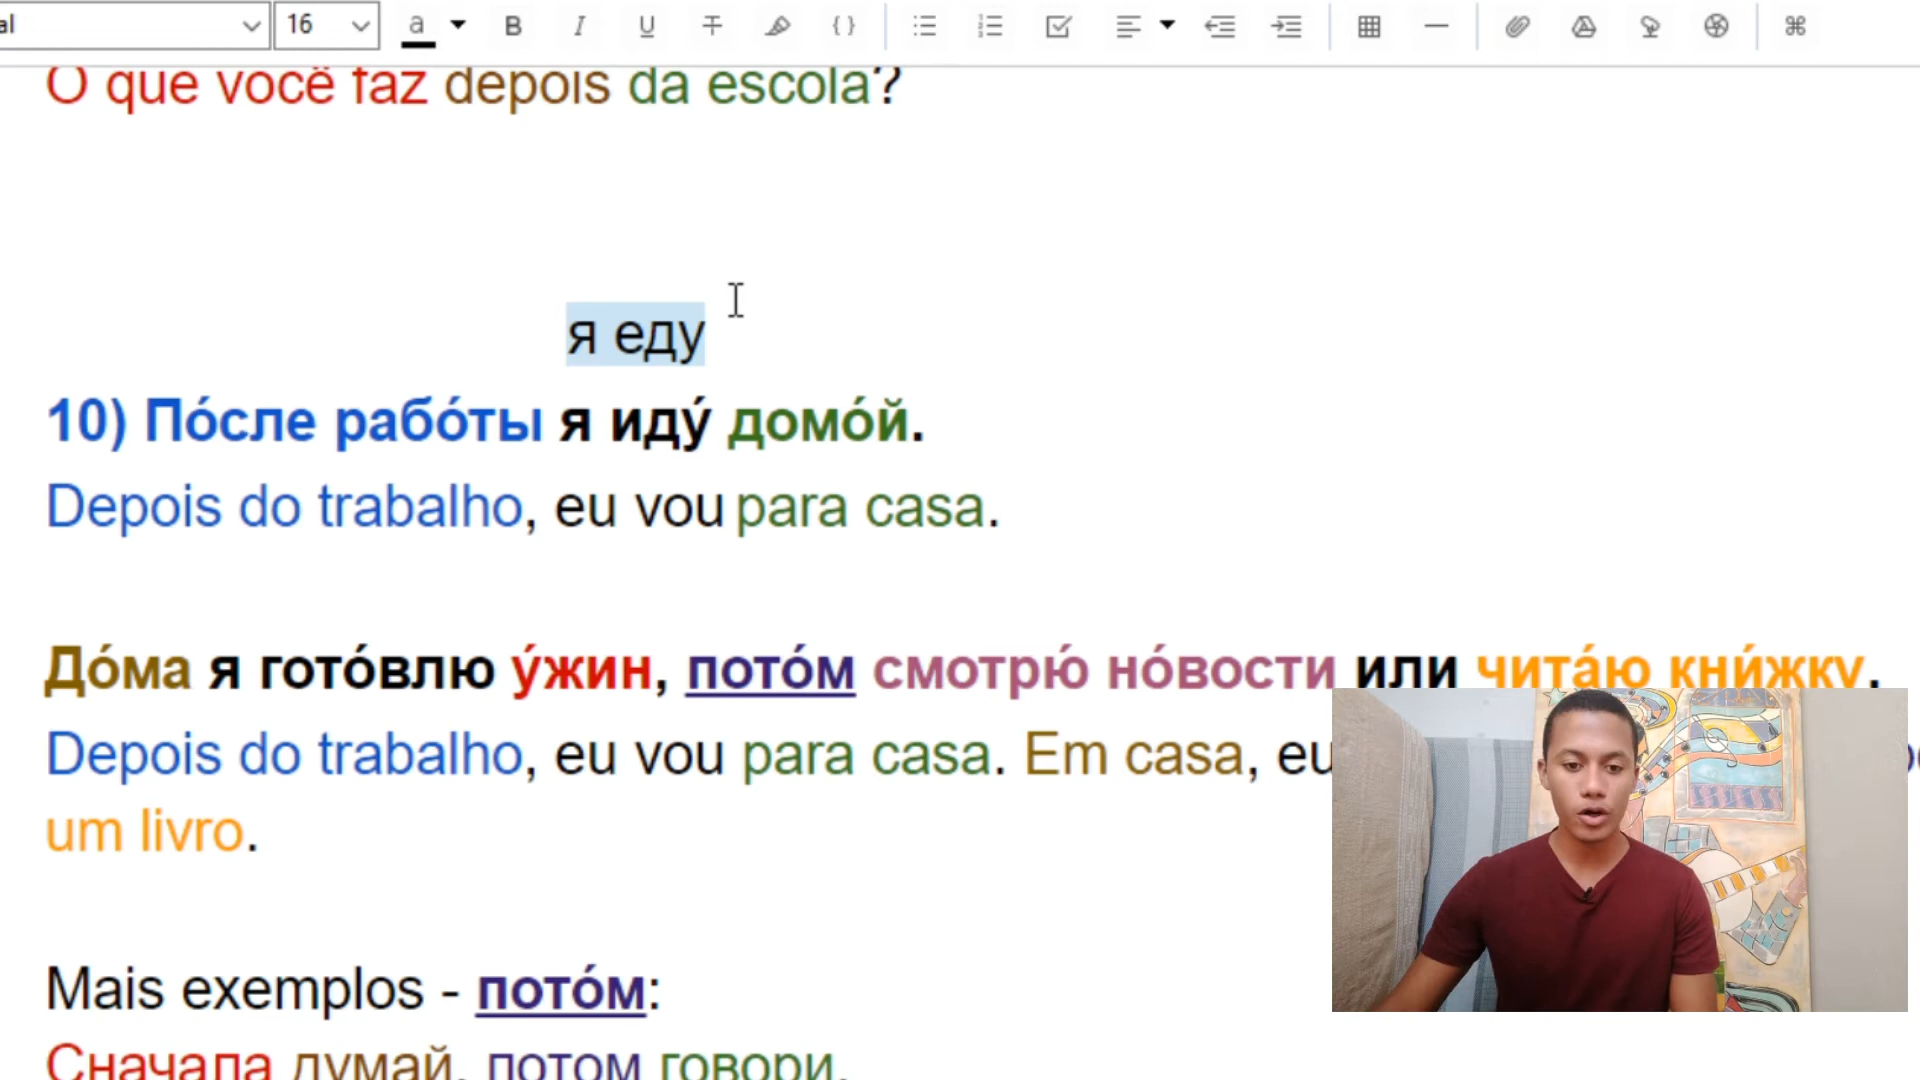 al 16 a B I U T { }
O que você faz depois da escola?
я еду
10) По́сле рабо́ты я иду́ домо́й.
Depois do trabalho, eu vou para casa.
До́ма я гото́влю у́жин, пото́м смотрю́ но́вости или чита́ю кни́жку.
Depois do trabalho, eu vou para casa. Em casa, eu
um livro.
Mais exemplos - пото́м:
Сначала думай, потом говори.